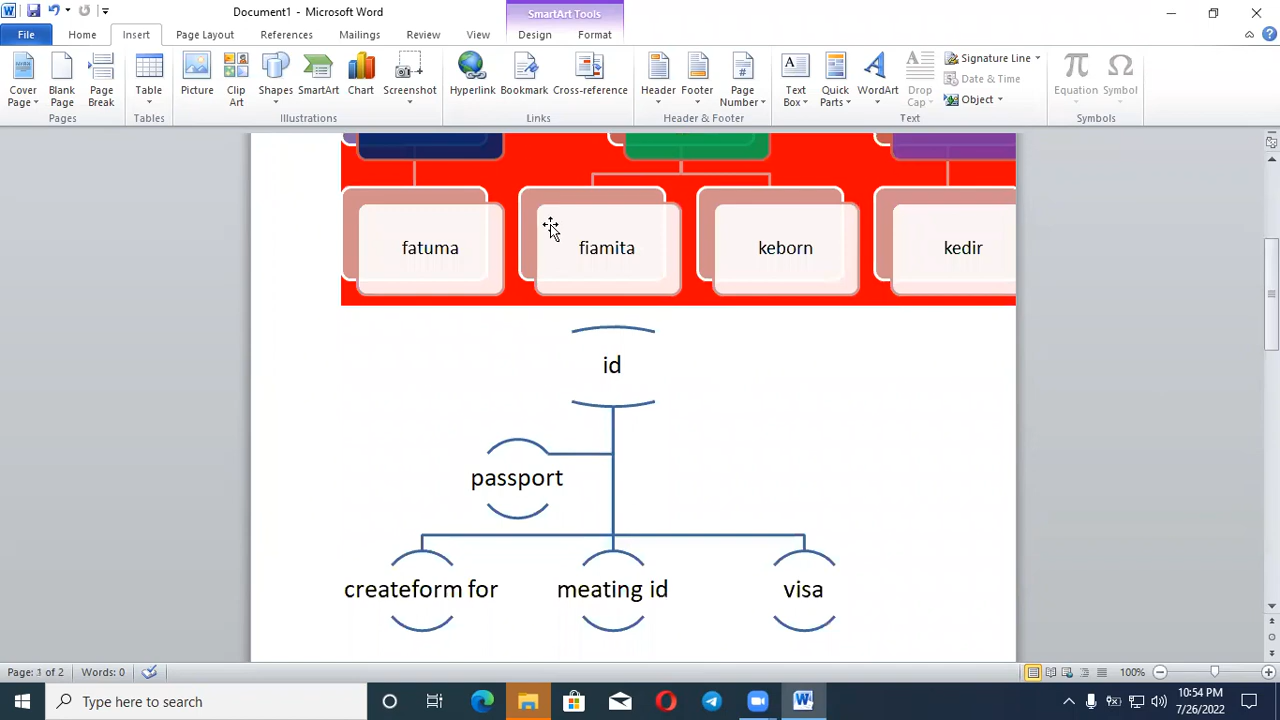 Document1 - Microsoft Word
SmartArt Tools
File Home Insert Page Layout References Mailings Review View Design Format
Cover Page
Blank Page
Page Break
Table
Picture
Clip Art
Shapes
SmartArt
Chart
Screenshot
Hyperlink
Bookmark
Cross-reference
Header
Footer
Page Number
Text Box
Quick Parts
WordArt
Drop Cap
Signature Line
Date & Time
Object
Equation
Symbol
Pages Tables Illustrations Links Header & Footer Text Symbols
fatuma fiamita keborn kedir
id
passport
createform for meating id visa
Page: 1 of 2 Words: 0 100%
Type here to search
10:54 PM
7/26/2022